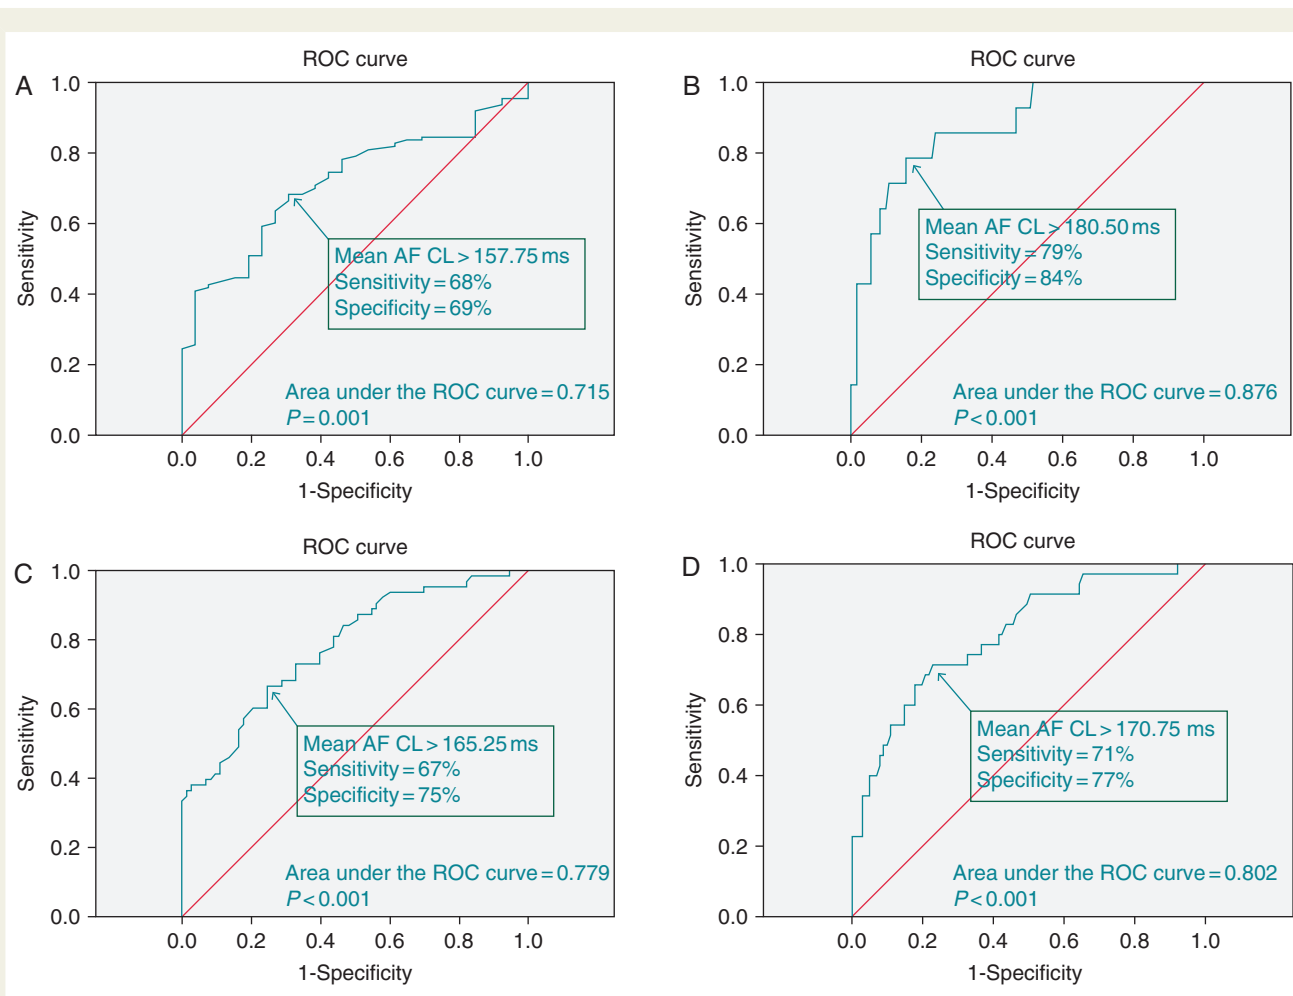 A
ROC curve
1.0
0.8
0.6
0.4
0.2
0.0
Sensitivity
Mean AF CL > 157.75 ms
Sensitivity = 68%
Specificity = 69%
Area under the ROC curve = 0.715
P = 0.001
0.0 0.2 0.4 0.6 0.8 1.0
1-Specificity
B
ROC curve
1.0
0.8
0.6
0.4
0.2
0.0
Sensitivity
Mean AF CL > 180.50 ms
Sensitivity = 79%
Specificity = 84%
Area under the ROC curve = 0.876
P < 0.001
0.0 0.2 0.4 0.6 0.8 1.0
1-Specificity
C
ROC curve
1.0
0.8
0.6
0.4
0.2
0.0
Sensitivity
Mean AF CL > 165.25 ms
Sensitivity = 67%
Specificity = 75%
Area under the ROC curve = 0.779
P < 0.001
0.0 0.2 0.4 0.6 0.8 1.0
1-Specificity
D
ROC curve
1.0
0.8
0.6
0.4
0.2
0.0
Sensitivity
Mean AF CL > 170.75 ms
Sensitivity = 71%
Specificity = 77%
Area under the ROC curve = 0.802
P < 0.001
0.0 0.2 0.4 0.6 0.8 1.0
1-Specificity